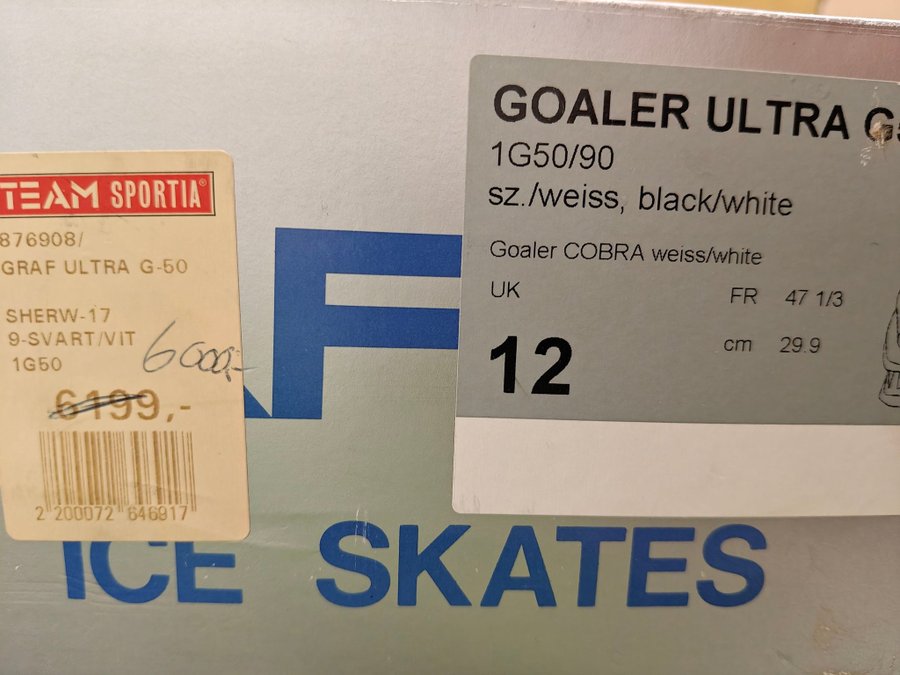 TEAM SPORTIA®
876908/
GRAF ULTRA G-50
SHERW-17
9-SVART/VIT
1G50
6000,-
6199,-
2 200072 646917
GOALER ULTRA G5
1G50/90
sz./weiss, black/white
Goaler COBRA weiss/white
UK
FR 47 1/3
cm 29.9
12
AF
ICE SKATES